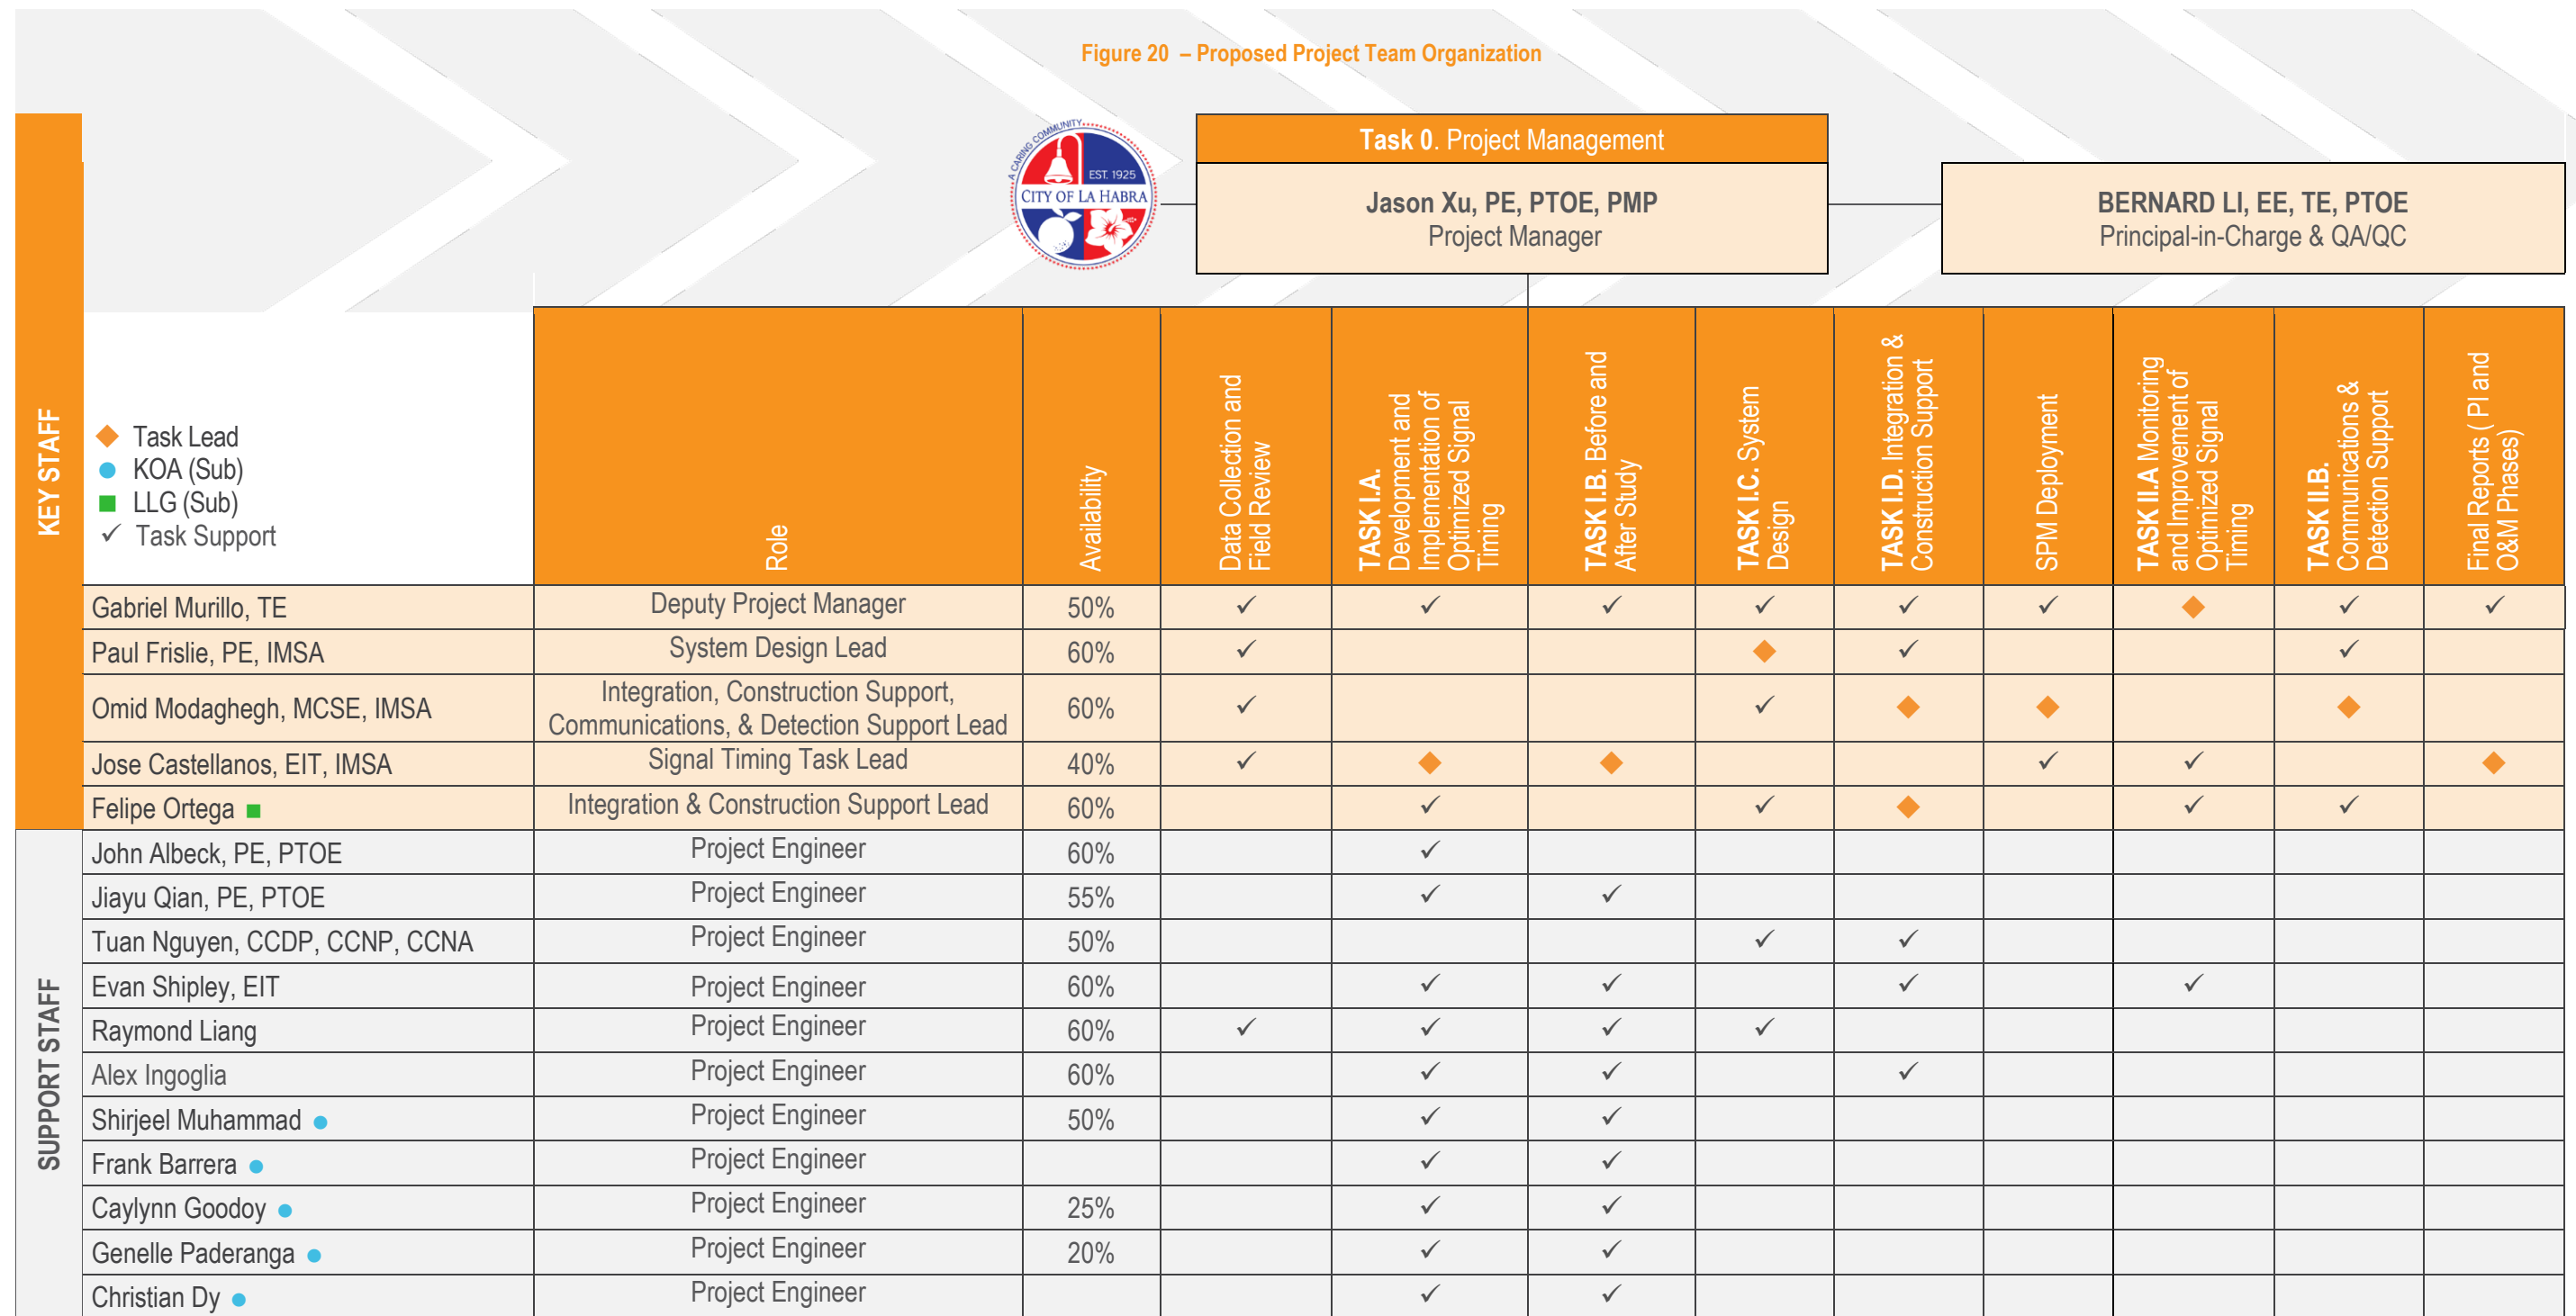 Figure 20 – Proposed Project Team Organization
A CARING COMMUNITY
EST. 1925
CITY OF LA HABRA
Task 0. Project Management
Jason Xu, PE, PTOE, PMP
Project Manager
BERNARD LI, EE, TE, PTOE
Principal-in-Charge & QA/QC
KEY STAFF
◆ Task Lead
● KOA (Sub)
■ LLG (Sub)
✓ Task Support
Role
Availability
Data Collection and
Field Review
TASK I.A.
Development and
Implementation of
Optimized Signal
Timing
TASK I.B. Before and
After Study
TASK I.C. System
Design
TASK I.D. Integration &
Construction Support
SPM Deployment
TASK II.A Monitoring
and Improvement of
Optimized Signal
Timing
TASK II.B.
Communications &
Detection Support
Final Reports ( PI and
O&M Phases)
Gabriel Murillo, TE Deputy Project Manager 50% ✓ ✓ ✓ ✓ ✓ ✓ ◆ ✓ ✓
Paul Frislie, PE, IMSA System Design Lead 60% ✓ ◆ ✓ ✓
Omid Modaghegh, MCSE, IMSA Integration, Construction Support,
Communications, & Detection Support Lead 60% ✓ ✓ ◆ ◆ ◆
Jose Castellanos, EIT, IMSA Signal Timing Task Lead 40% ✓ ◆ ◆ ✓ ✓ ◆
Felipe Ortega ■ Integration & Construction Support Lead 60% ✓ ✓ ◆ ✓ ✓
SUPPORT STAFF
John Albeck, PE, PTOE Project Engineer 60% ✓
Jiayu Qian, PE, PTOE Project Engineer 55% ✓ ✓
Tuan Nguyen, CCDP, CCNP, CCNA Project Engineer 50% ✓ ✓
Evan Shipley, EIT Project Engineer 60% ✓ ✓ ✓ ✓
Raymond Liang Project Engineer 60% ✓ ✓ ✓ ✓
Alex Ingoglia Project Engineer 60% ✓ ✓ ✓
Shirjeel Muhammad ● Project Engineer 50% ✓ ✓
Frank Barrera ● Project Engineer ✓ ✓
Caylynn Goodoy ● Project Engineer 25% ✓ ✓
Genelle Paderanga ● Project Engineer 20% ✓ ✓
Christian Dy ● Project Engineer ✓ ✓